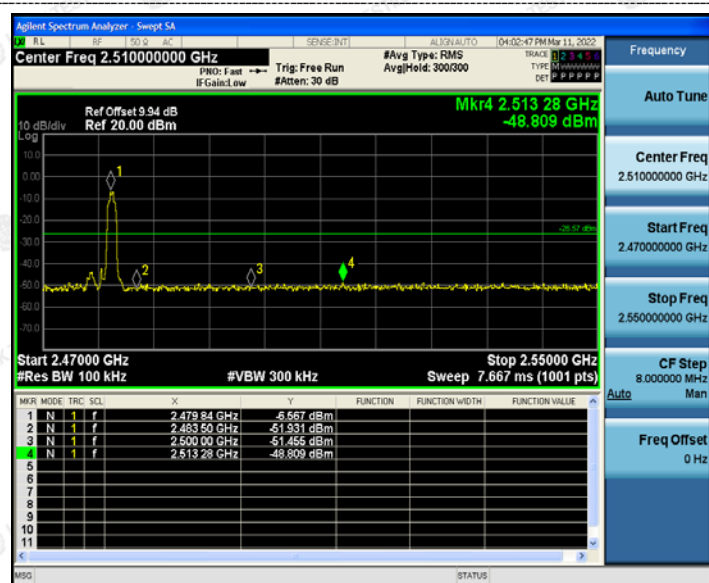 Agilent Spectrum Analyzer - Swept SA
RL RF 50 Ω AC SENSE:INT ALIGNAUTO 04:02:47 PM Mar 11, 2022
Center Freq 2.510000000 GHz
PNO: Fast
IFGain:Low
Trig: Free Run
#Atten: 30 dB
#Avg Type: RMS
Avg|Hold: 300/300
TRACE 1 2 3 4 5 6
TYPE M
DET P P P P P P
Ref Offset 9.94 dB
Ref 20.00 dBm
10 dB/div
Log
Mkr4 2.513 28 GHz
-48.809 dBm
10.0
0.00
-10.0
-20.0
-30.0
-40.0
-50.0
-60.0
-70.0
1
2
3
4
-26.57 dBm
Start 2.47000 GHz Stop 2.55000 GHz
#Res BW 100 kHz #VBW 300 kHz Sweep 7.667 ms (1001 pts)
MKR MODE TRC SCL X Y FUNCTION FUNCTION WIDTH FUNCTION VALUE
1 N 1 f 2.479 84 GHz -6.567 dBm
2 N 1 f 2.483 50 GHz -51.931 dBm
3 N 1 f 2.500 00 GHz -51.455 dBm
4 N 1 f 2.513 28 GHz -48.809 dBm
5
6
7
8
9
10
11
MSG STATUS
Frequency
Auto Tune
Center Freq
2.510000000 GHz
Start Freq
2.470000000 GHz
Stop Freq
2.550000000 GHz
CF Step
8.000000 MHz
Auto Man
Freq Offset
0 Hz